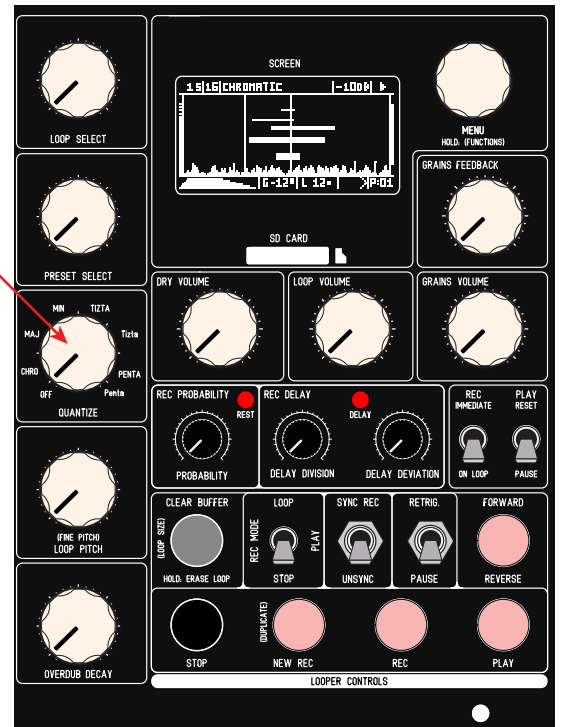 SCREEN
15|16|CHROMATIC
|-100%|
|G-12
|L 12
P:01
LOOP SELECT
MENU
HOLD: (FUNCTIONS)
GRAINS FEEDBACK
SD CARD
PRESET SELECT
DRY VOLUME
LOOP VOLUME
GRAINS VOLUME
MIN
TIZTA
MAJ
Tizta
CHRO
PENTA
OFF
Penta
QUANTIZE
REC PROBABILITY
REST
REC DELAY
DELAY
REC
IMMEDIATE
PLAY
RESET
PROBABILITY
DELAY DIVISION
DELAY DEVIATION
ON LOOP
PAUSE
CLEAR BUFFER
LOOP
SYNC REC
RETRIG.
FORWARD
(LOOP SIZE)
REC MODE
PLAY
HOLD: ERASE LOOP
STOP
UNSYNC
PAUSE
REVERSE
(FINE PITCH)
LOOP PITCH
(DUPLICATE)
STOP
NEW REC
REC
PLAY
OVERDUB DECAY
LOOPER CONTROLS